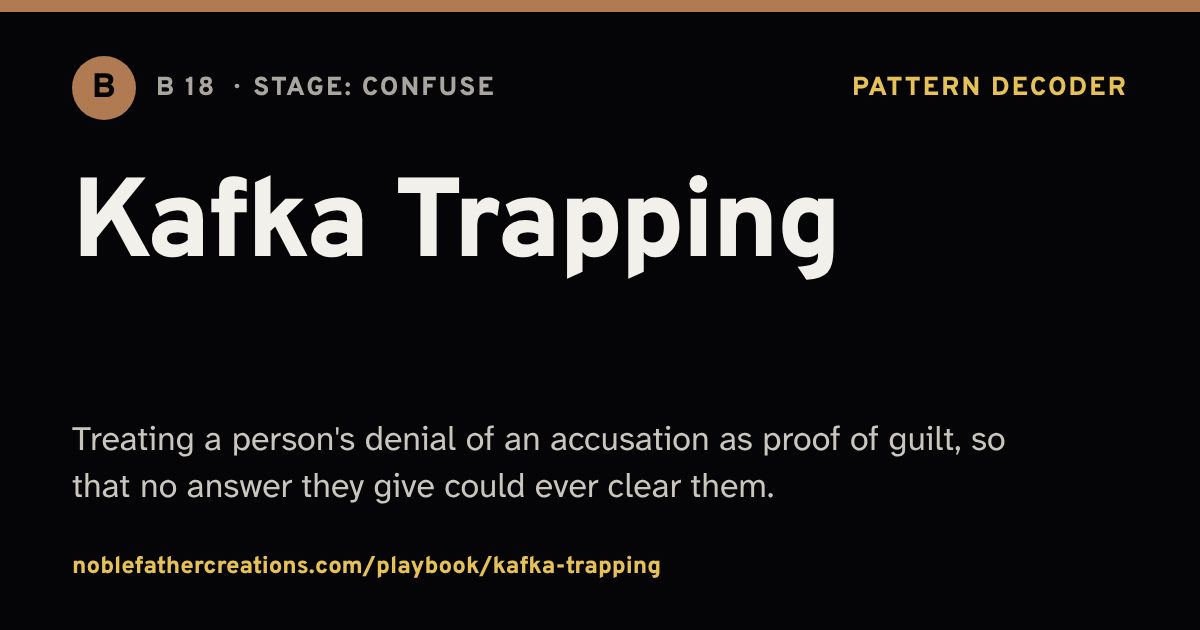 B
B 18 · STAGE: CONFUSE
PATTERN DECODER
Kafka Trapping
Treating a person's denial of an accusation as proof of guilt, so
that no answer they give could ever clear them.
noblefathercreations.com/playbook/kafka-trapping